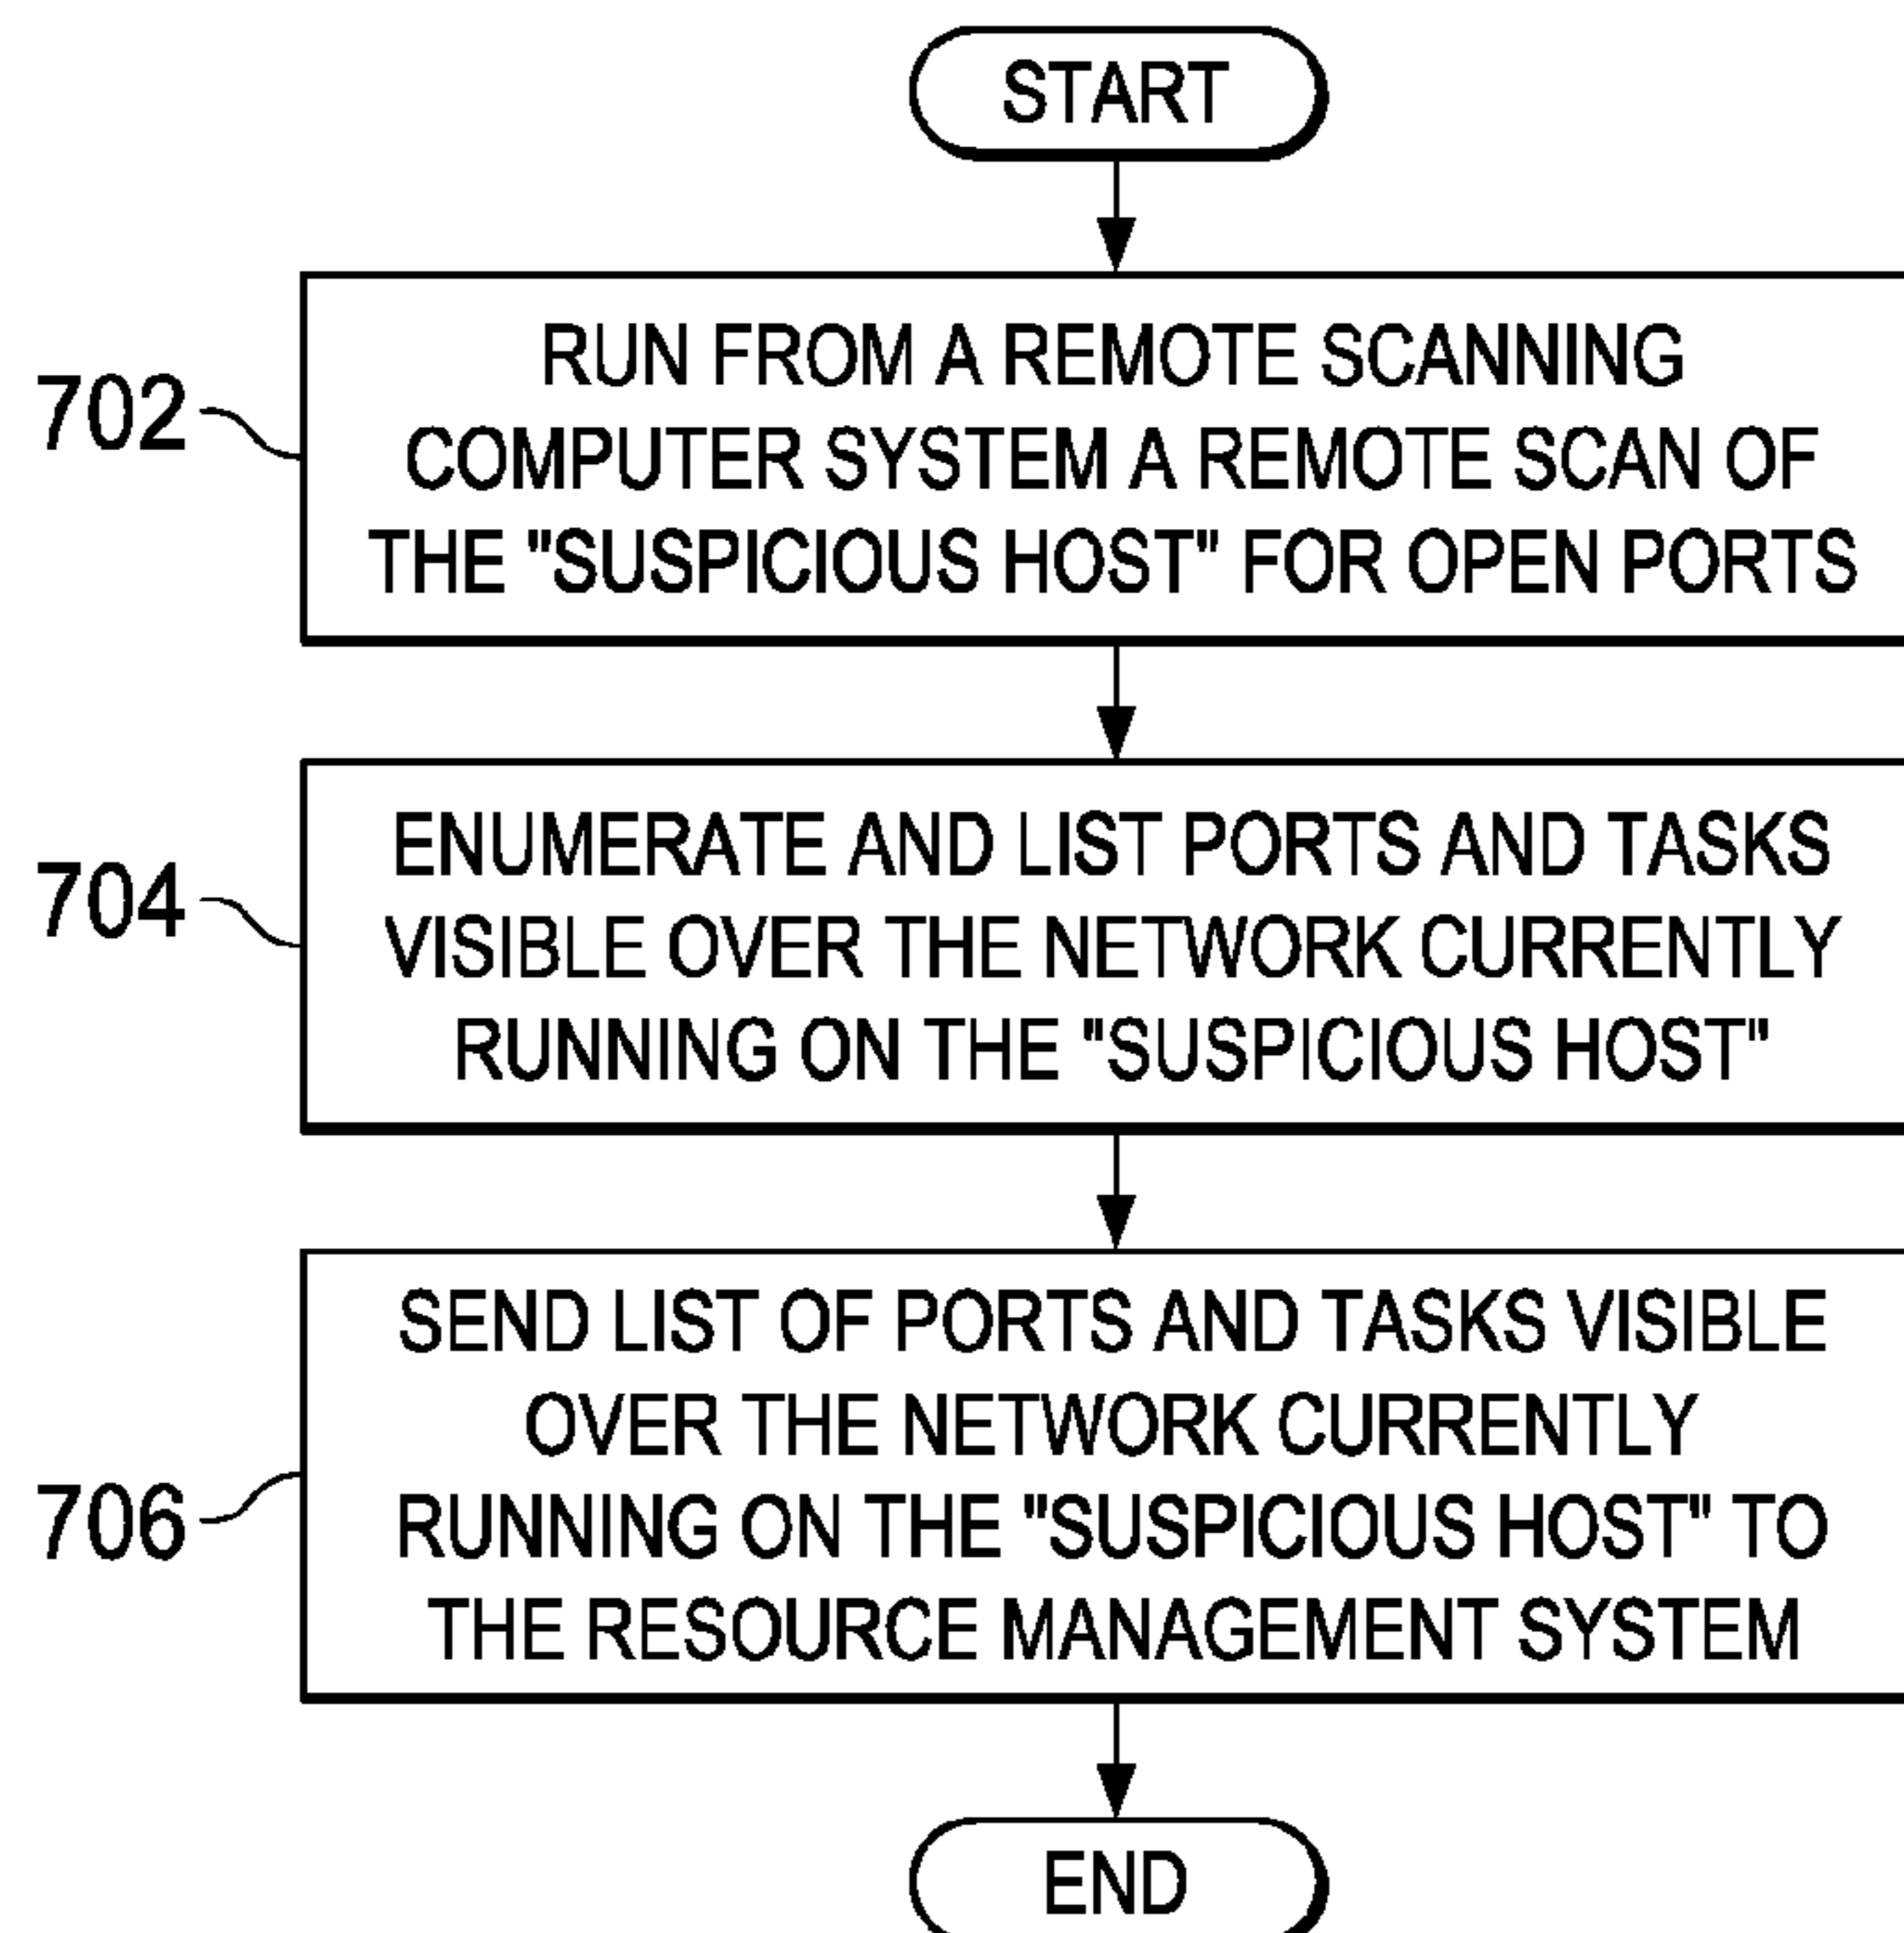 START
702
RUN FROM A REMOTE SCANNING
COMPUTER SYSTEM A REMOTE SCAN OF
THE "SUSPICIOUS HOST" FOR OPEN PORTS
704
ENUMERATE AND LIST PORTS AND TASKS
VISIBLE OVER THE NETWORK CURRENTLY
RUNNING ON THE "SUSPICIOUS HOST"
706
SEND LIST OF PORTS AND TASKS VISIBLE
OVER THE NETWORK CURRENTLY
RUNNING ON THE "SUSPICIOUS HOST" TO
THE RESOURCE MANAGEMENT SYSTEM
END